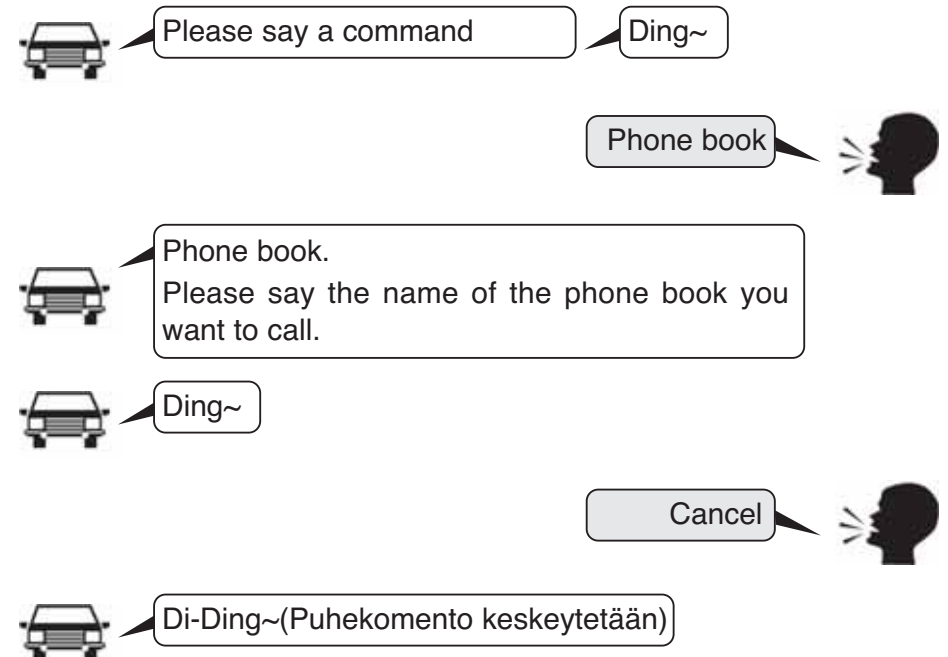 Please say a command
Ding~
Phone book
Phone book.
Please say the name of the phone book you
want to call.
Ding~
Cancel
Di-Ding~(Puhekomento keskeytetään)